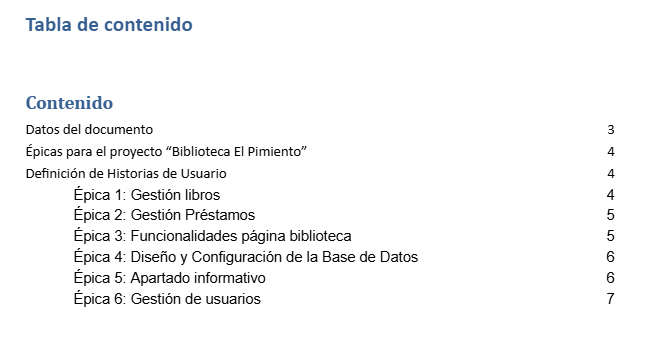 Tabla de contenido
Contenido
Datos del documento 3
Épicas para el proyecto “Biblioteca El Pimiento” 4
Definición de Historias de Usuario 4
Épica 1: Gestión libros 4
Épica 2: Gestión Préstamos 5
Épica 3: Funcionalidades página biblioteca 5
Épica 4: Diseño y Configuración de la Base de Datos 6
Épica 5: Apartado informativo 6
Épica 6: Gestión de usuarios 7